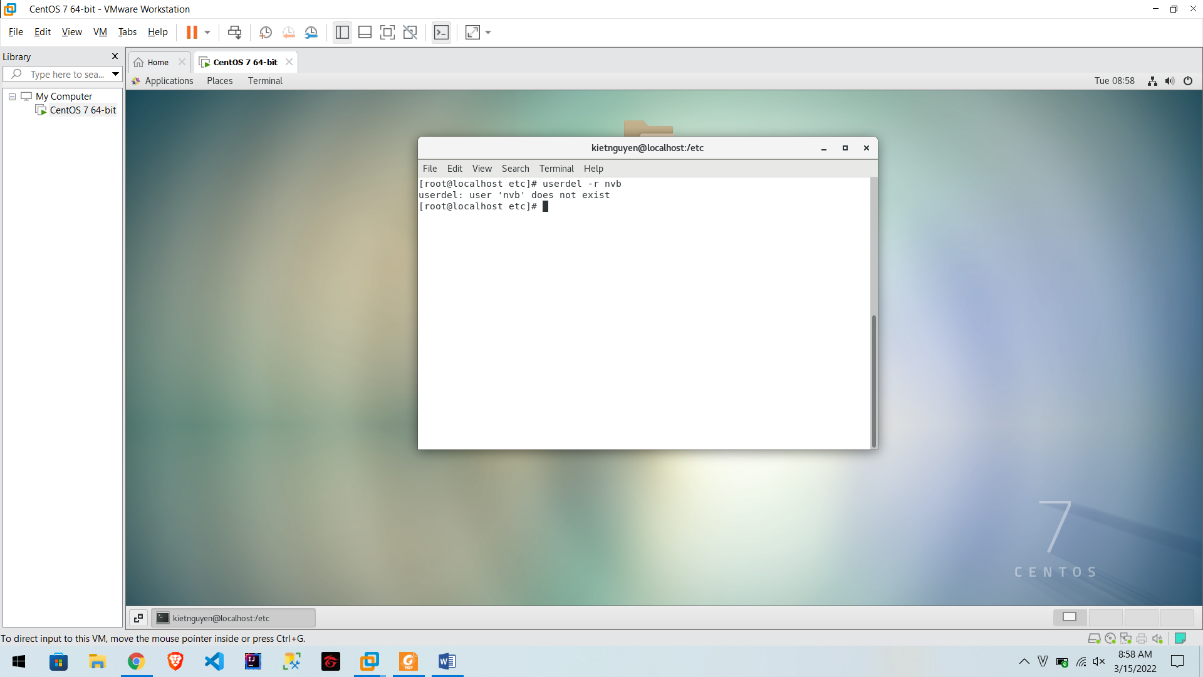 CentOS 7 64-bit - VMware Workstation
File Edit View VM Tabs Help
Library
Type here to sea...
My Computer
CentOS 7 64-bit
Home
CentOS 7 64-bit
Applications Places Terminal
Tue 08:58
kietnguyen@localhost:/etc
File Edit View Search Terminal Help
[root@localhost etc]# userdel -r nvb
userdel: user 'nvb' does not exist
[root@localhost etc]#
7
CENTOS
kietnguyen@localhost:/etc
To direct input to this VM, move the mouse pointer inside or press Ctrl+G.
8:58 AM
3/15/2022